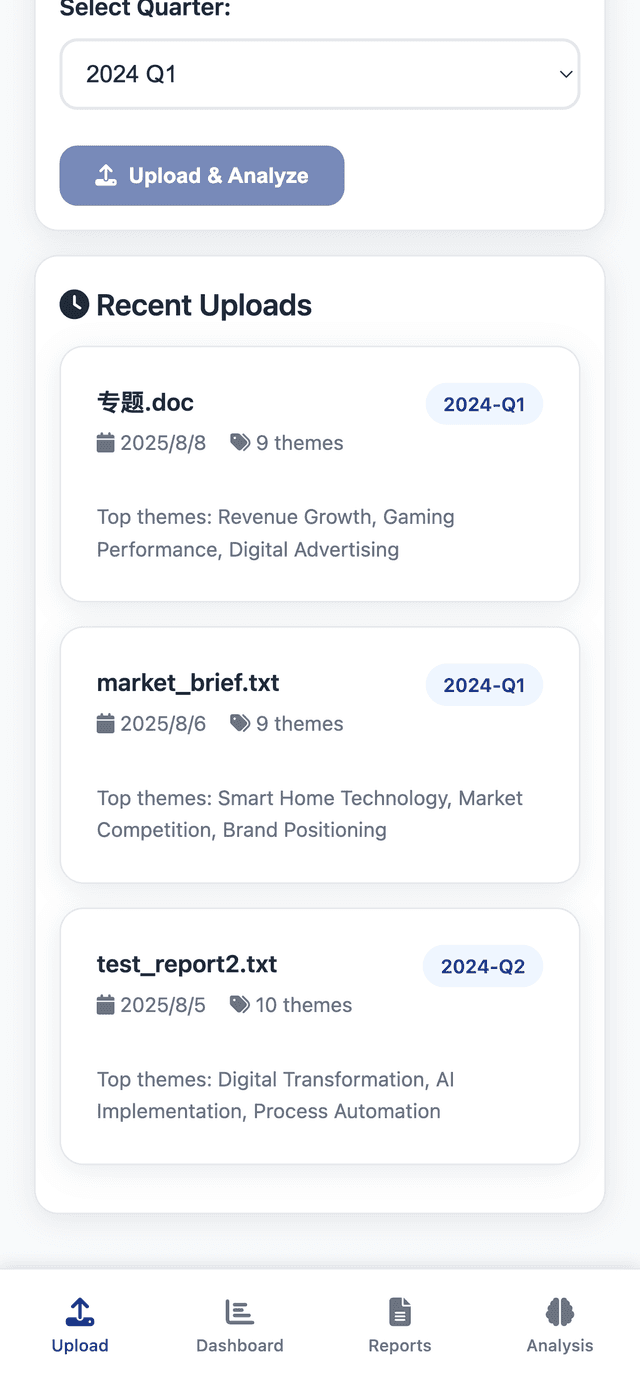 Select Quarter:
2024 Q1
Upload & Analyze
Recent Uploads
专题.doc
2024-Q1
2025/8/8 9 themes
Top themes: Revenue Growth, Gaming
Performance, Digital Advertising
market_brief.txt
2024-Q1
2025/8/6 9 themes
Top themes: Smart Home Technology, Market
Competition, Brand Positioning
test_report2.txt
2024-Q2
2025/8/5 10 themes
Top themes: Digital Transformation, AI
Implementation, Process Automation
Upload Dashboard Reports Analysis